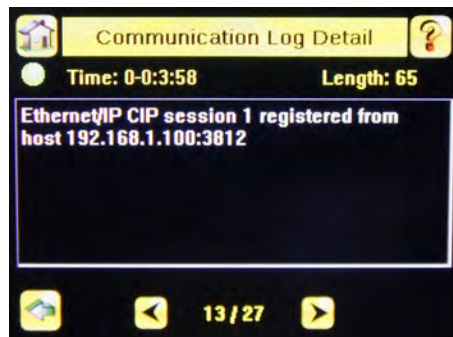 Communication Log Detail
?
Time: 0-0:3:58
Length: 65
Ethernet/IP CIP session 1 registered from
host 192.168.1.100:3812
13 / 27